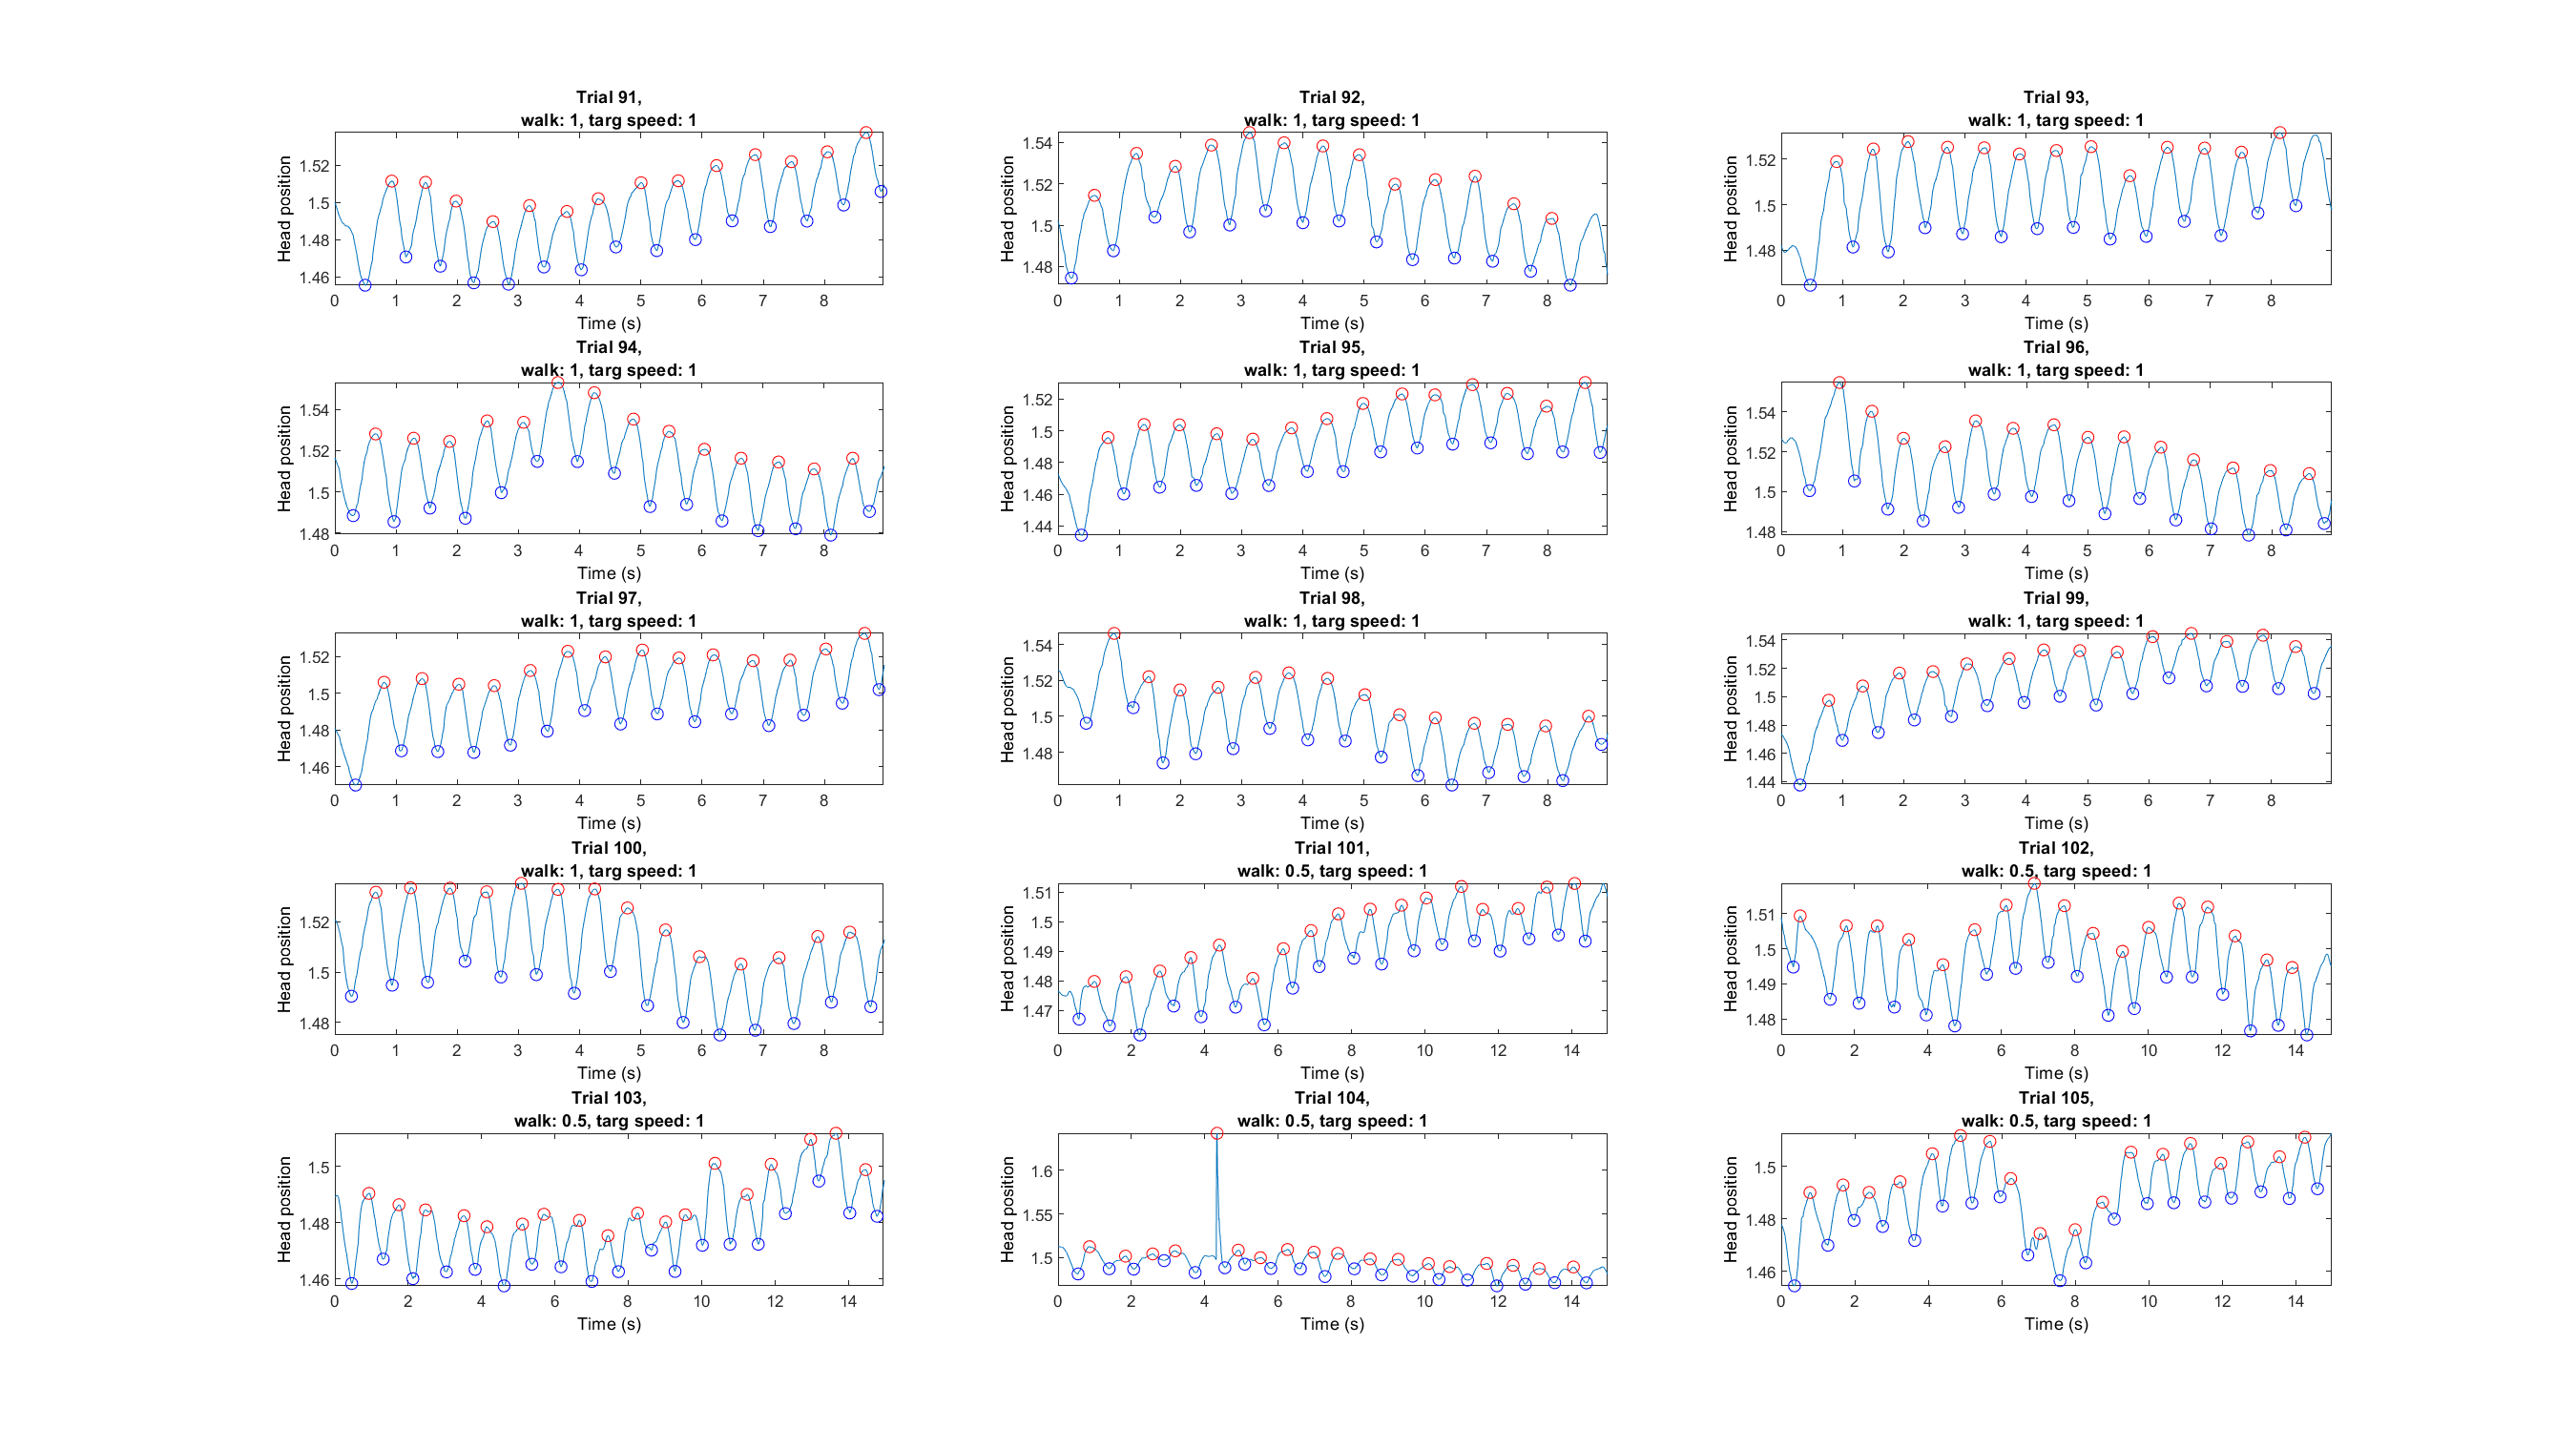 Trial 91,
walk: 1, targ speed: 1
Head position
1.52
1.5
1.48
1.46
0 1 2 3 4 5 6 7 8
Time (s)
Trial 92,
walk: 1, targ speed: 1
Head position
1.54
1.52
1.5
1.48
0 1 2 3 4 5 6 7 8
Time (s)
Trial 93,
walk: 1, targ speed: 1
Head position
1.52
1.5
1.48
0 1 2 3 4 5 6 7 8
Time (s)
Trial 94,
walk: 1, targ speed: 1
Head position
1.54
1.52
1.5
1.48
0 1 2 3 4 5 6 7 8
Time (s)
Trial 95,
walk: 1, targ speed: 1
Head position
1.52
1.5
1.48
1.46
1.44
0 1 2 3 4 5 6 7 8
Time (s)
Trial 96,
walk: 1, targ speed: 1
Head position
1.54
1.52
1.5
1.48
0 1 2 3 4 5 6 7 8
Time (s)
Trial 97,
walk: 1, targ speed: 1
Head position
1.52
1.5
1.48
1.46
0 1 2 3 4 5 6 7 8
Time (s)
Trial 98,
walk: 1, targ speed: 1
Head position
1.54
1.52
1.5
1.48
0 1 2 3 4 5 6 7 8
Time (s)
Trial 99,
walk: 1, targ speed: 1
Head position
1.54
1.52
1.5
1.48
1.46
1.44
0 1 2 3 4 5 6 7 8
Time (s)
Trial 100,
walk: 1, targ speed: 1
Head position
1.52
1.5
1.48
0 1 2 3 4 5 6 7 8
Time (s)
Trial 101,
walk: 0.5, targ speed: 1
Head position
1.51
1.5
1.49
1.48
1.47
0 2 4 6 8 10 12 14
Time (s)
Trial 102,
walk: 0.5, targ speed: 1
Head position
1.51
1.5
1.49
1.48
0 2 4 6 8 10 12 14
Time (s)
Trial 103,
walk: 0.5, targ speed: 1
Head position
1.5
1.48
1.46
0 2 4 6 8 10 12 14
Time (s)
Trial 104,
walk: 0.5, targ speed: 1
Head position
1.6
1.55
1.5
0 2 4 6 8 10 12 14
Time (s)
Trial 105,
walk: 0.5, targ speed: 1
Head position
1.5
1.48
1.46
0 2 4 6 8 10 12 14
Time (s)